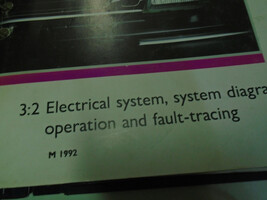 3:2 Electrical system, system diagra
operation and fault-tracing
M 1992